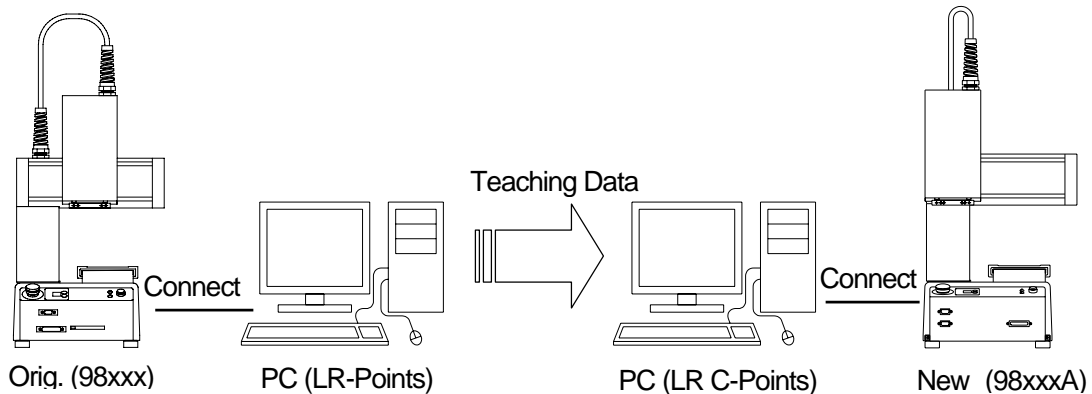 Teaching Data
Connect
Connect
Orig. (98xxx)
PC (LR-Points)
PC (LR C-Points)
New (98xxxA)